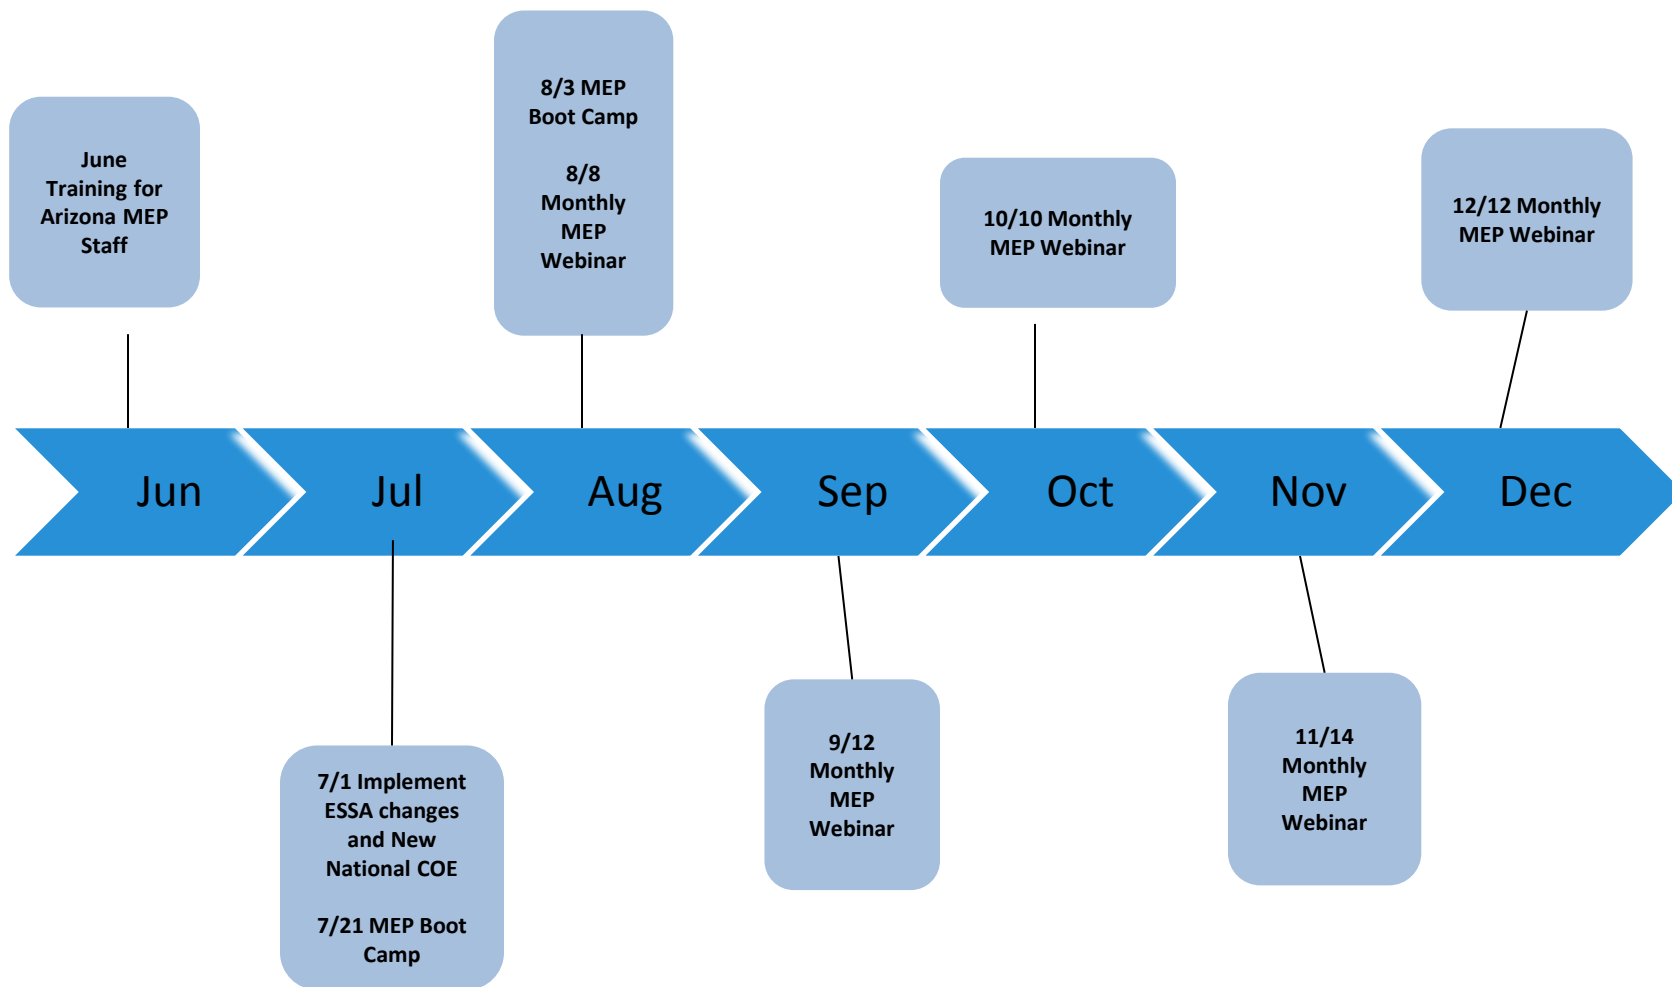 June
Training for
Arizona MEP
Staff
8/3 MEP
Boot Camp
8/8
Monthly
MEP
Webinar
10/10 Monthly
MEP Webinar
12/12 Monthly
MEP Webinar
Jun
Jul
Aug
Sep
Oct
Nov
Dec
7/1 Implement
ESSA changes
and New
National COE
7/21 MEP Boot
Camp
9/12
Monthly
MEP
Webinar
11/14
Monthly
MEP
Webinar